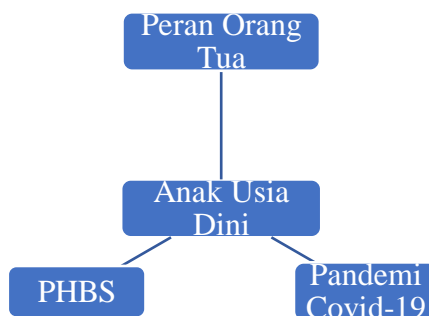 Peran Orang
Tua
Anak Usia
Dini
PHBS
Pandemi
Covid-19